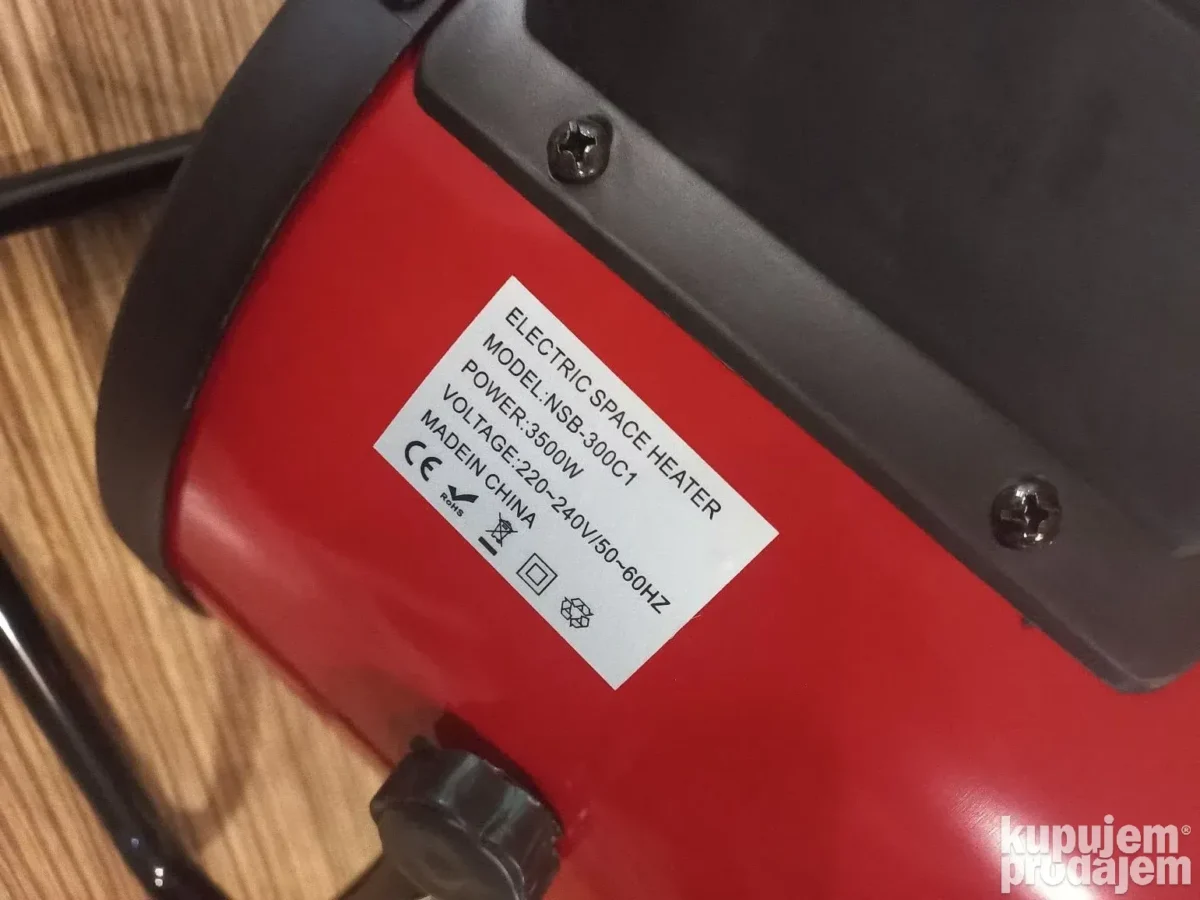 ELECTRIC SPACE HEATER
MODEL:NSB-300C1
POWER:3500W
VOLTAGE:220~240V/50~60HZ
MADEIN CHINA
CE
RoHS
kupujem®
prodajem